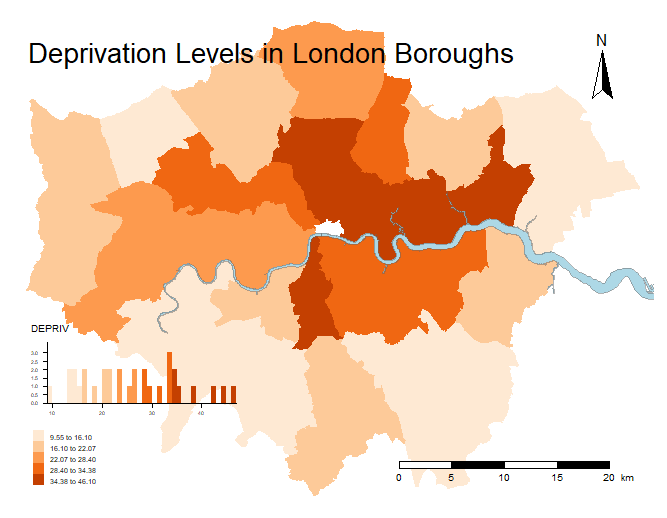 Deprivation Levels in London Boroughs
N
DEPRIV
3.0
2.5
2.0
1.5
1.0
0.5
0.0
10 20 30 40
9.55 to 16.10
16.10 to 22.07
22.07 to 28.40
28.40 to 34.38
34.38 to 46.10
0 5 10 15 20 km